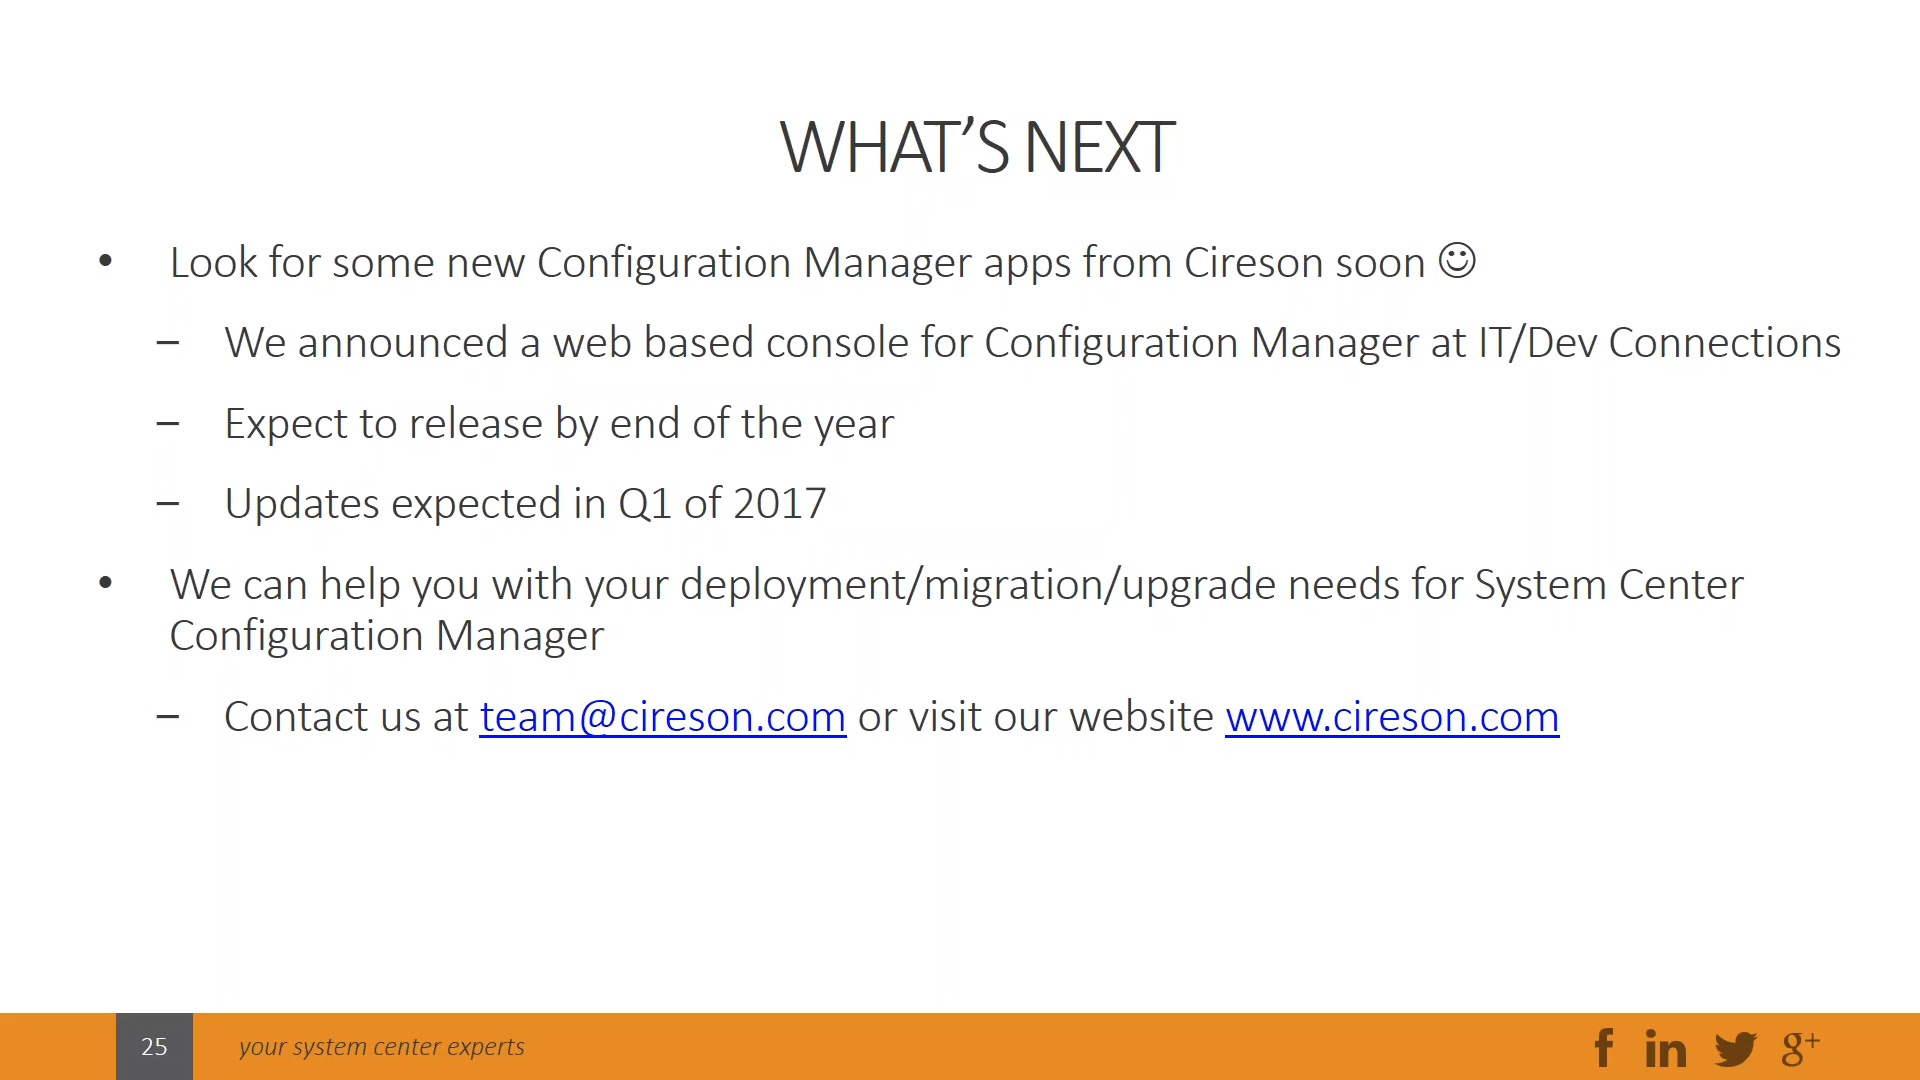 WHAT’S NEXT
• Look for some new Configuration Manager apps from Cireson soon ☺
– We announced a web based console for Configuration Manager at IT/Dev Connections
– Expect to release by end of the year
– Updates expected in Q1 of 2017
• We can help you with your deployment/migration/upgrade needs for System Center
Configuration Manager
– Contact us at team@cireson.com or visit our website www.cireson.com
25 your system center experts f in g+